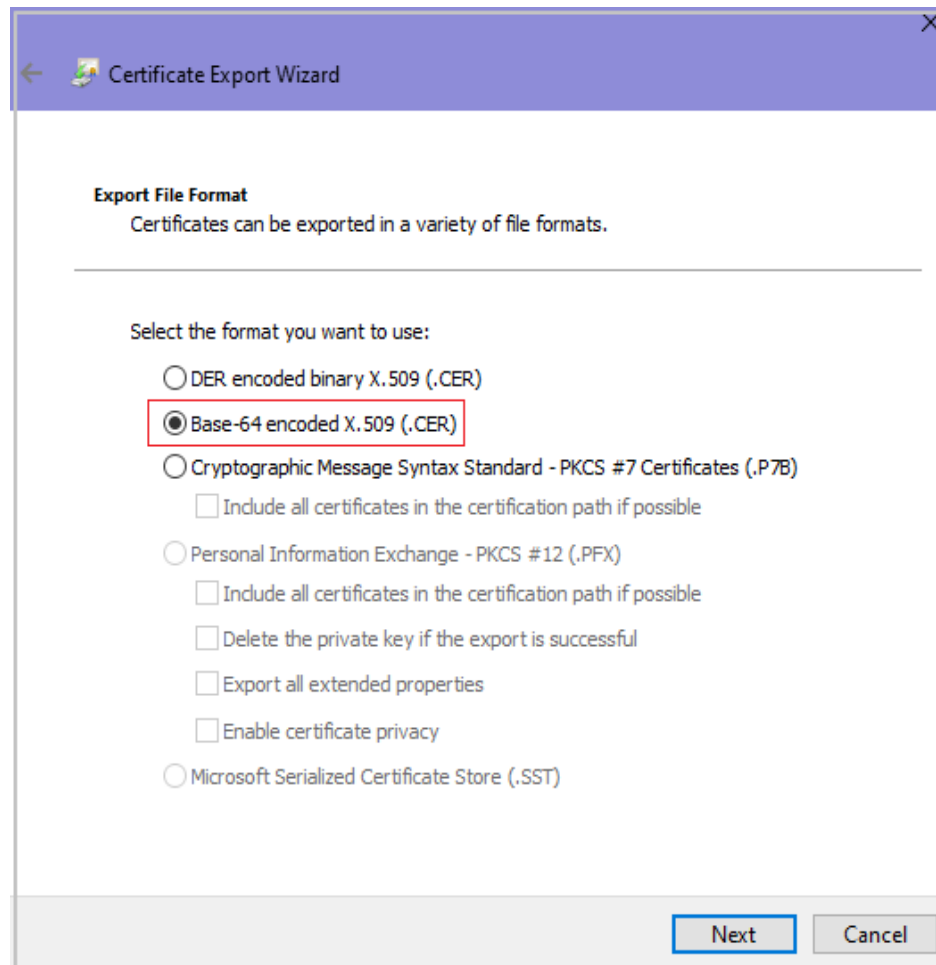 Certificate Export Wizard
Export File Format
Certificates can be exported in a variety of file formats.
Select the format you want to use:
DER encoded binary X.509 (.CER)
Base-64 encoded X.509 (.CER)
Cryptographic Message Syntax Standard - PKCS #7 Certificates (.P7B)
Include all certificates in the certification path if possible
Personal Information Exchange - PKCS #12 (.PFX)
Include all certificates in the certification path if possible
Delete the private key if the export is successful
Export all extended properties
Enable certificate privacy
Microsoft Serialized Certificate Store (.SST)
Next Cancel